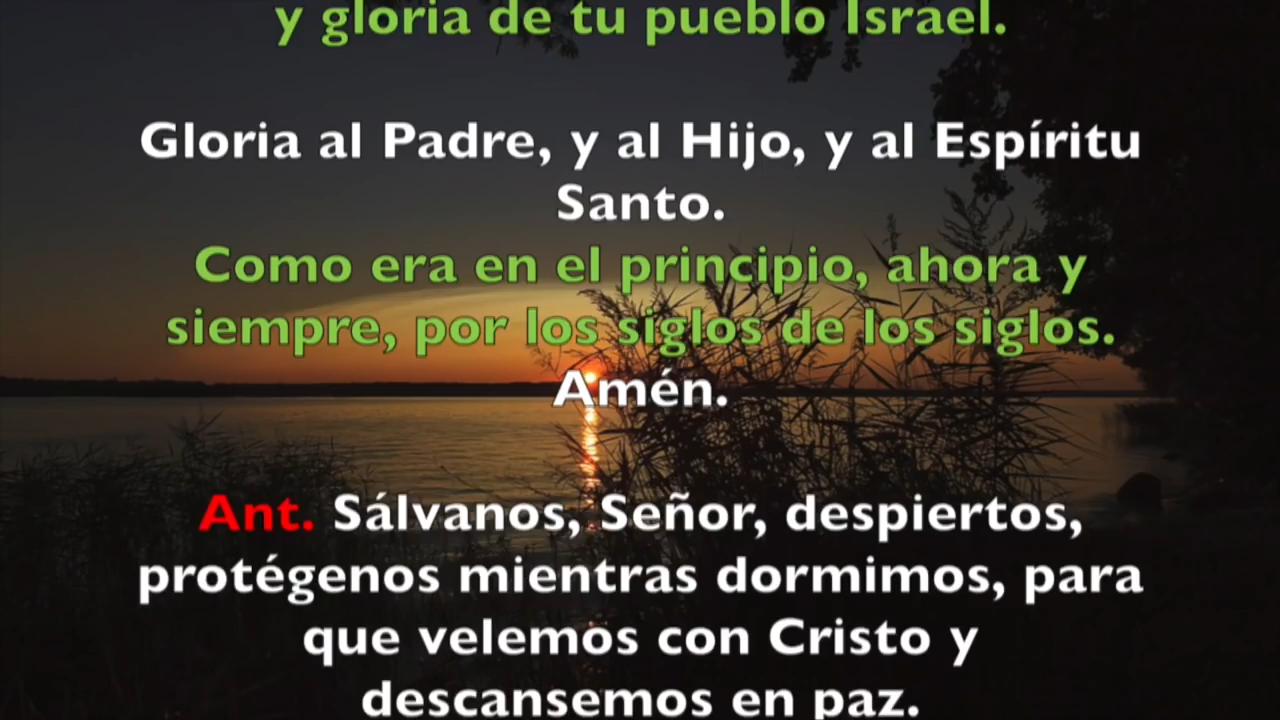 y gloria de tu pueblo Israel.
Gloria al Padre, y al Hijo, y al Espíritu
Santo.
Como era en el principio, ahora y
siempre, por los siglos de los siglos.
Amén.
Ant. Sálvanos, Señor, despiertos,
protégenos mientras dormimos, para
que velemos con Cristo y
descansemos en paz.